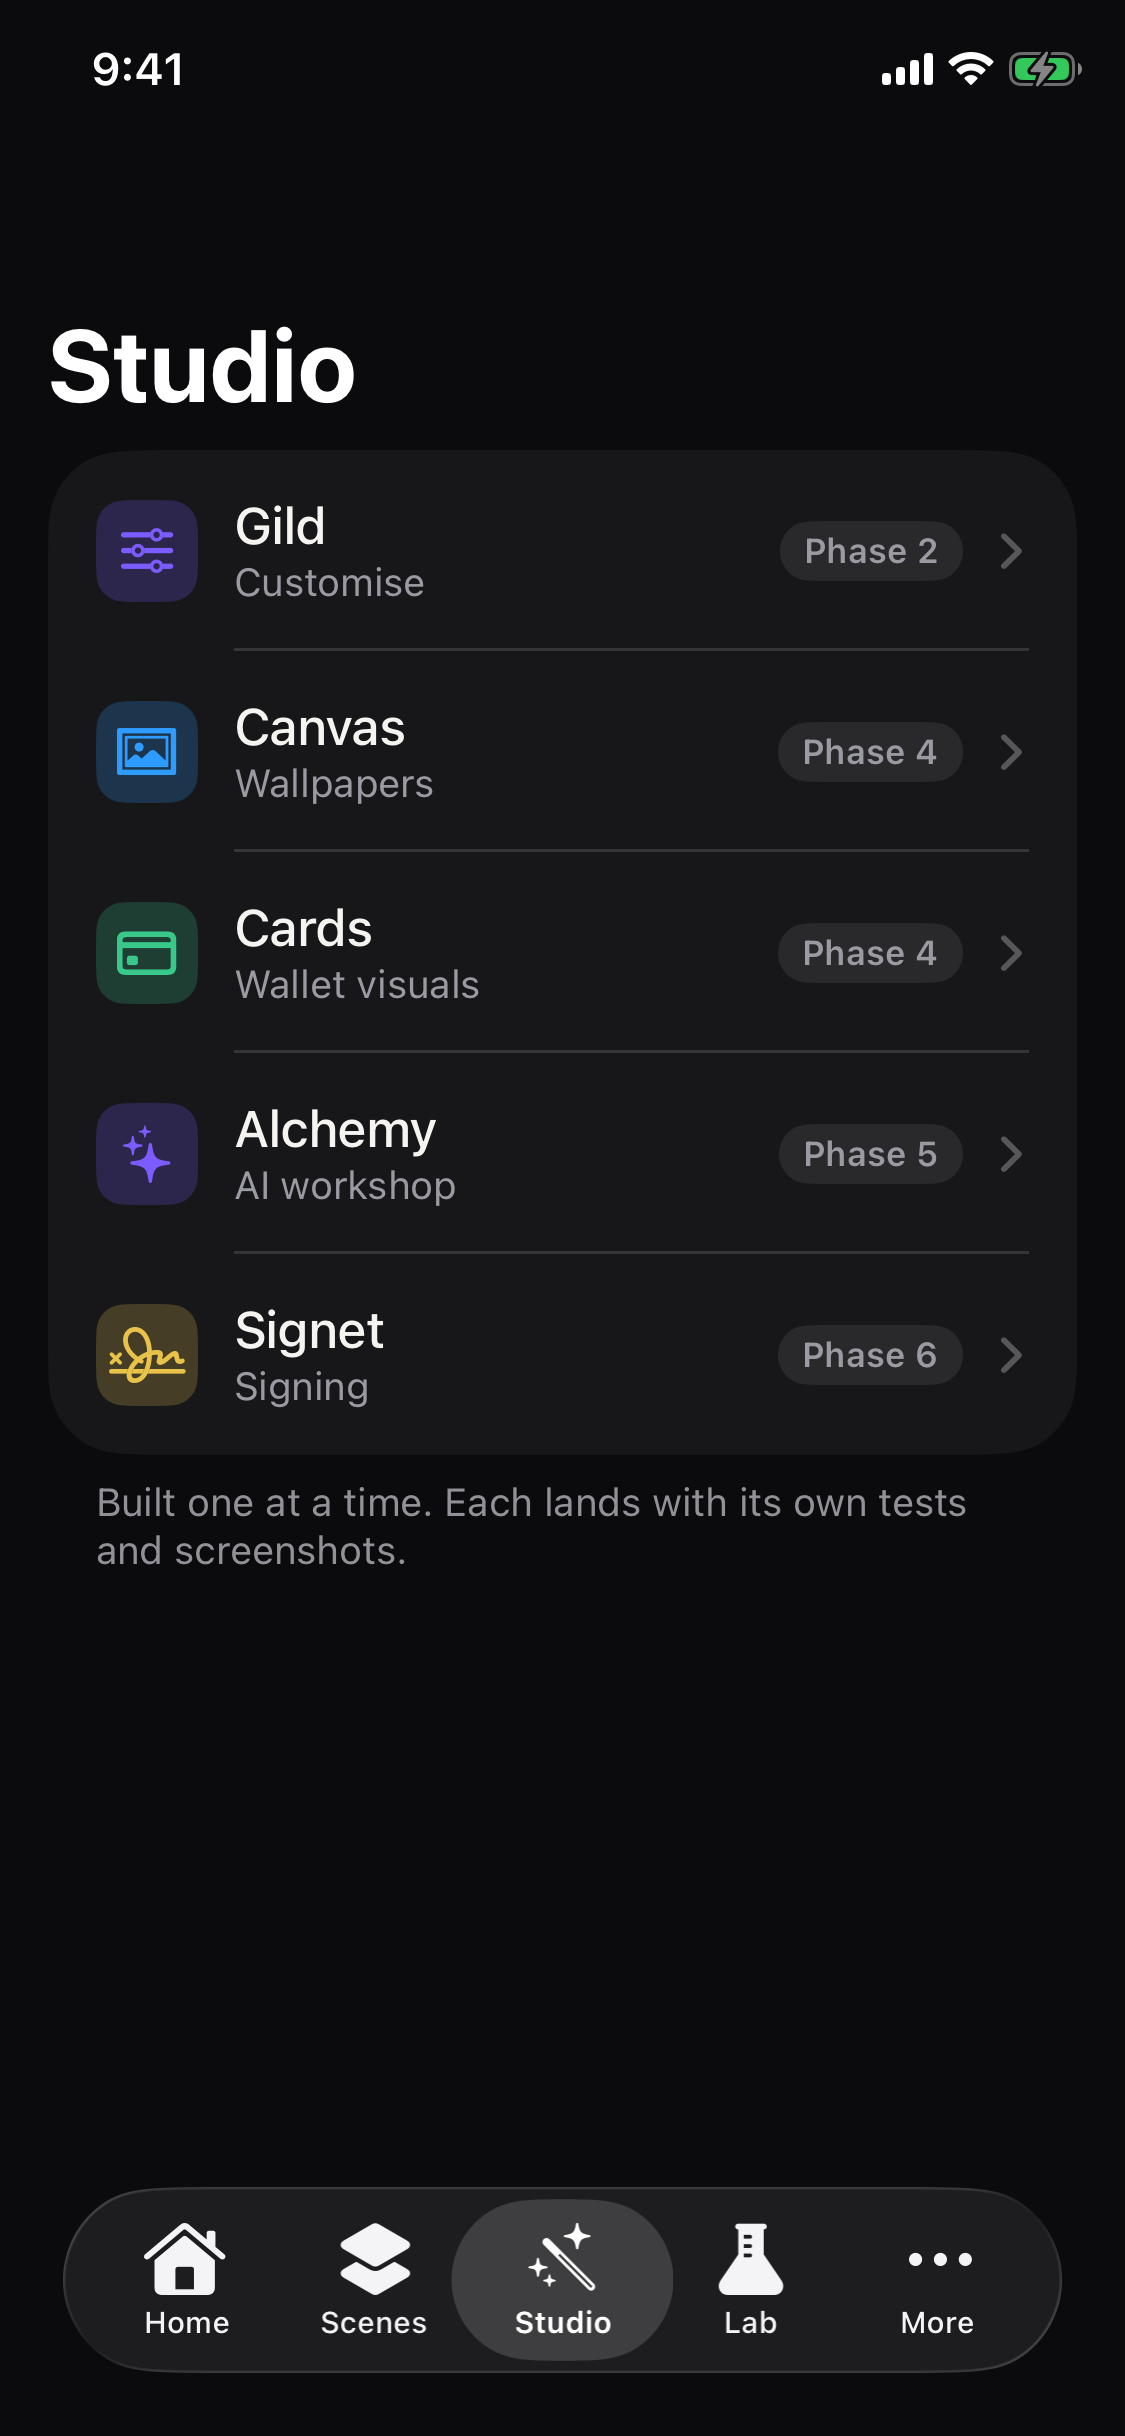 9:41
Studio
Gild
Customise
Phase 2
Canvas
Wallpapers
Phase 4
Cards
Wallet visuals
Phase 4
Alchemy
AI workshop
Phase 5
Signet
Signing
Phase 6
Built one at a time. Each lands with its own tests
and screenshots.
Home
Scenes
Studio
Lab
More